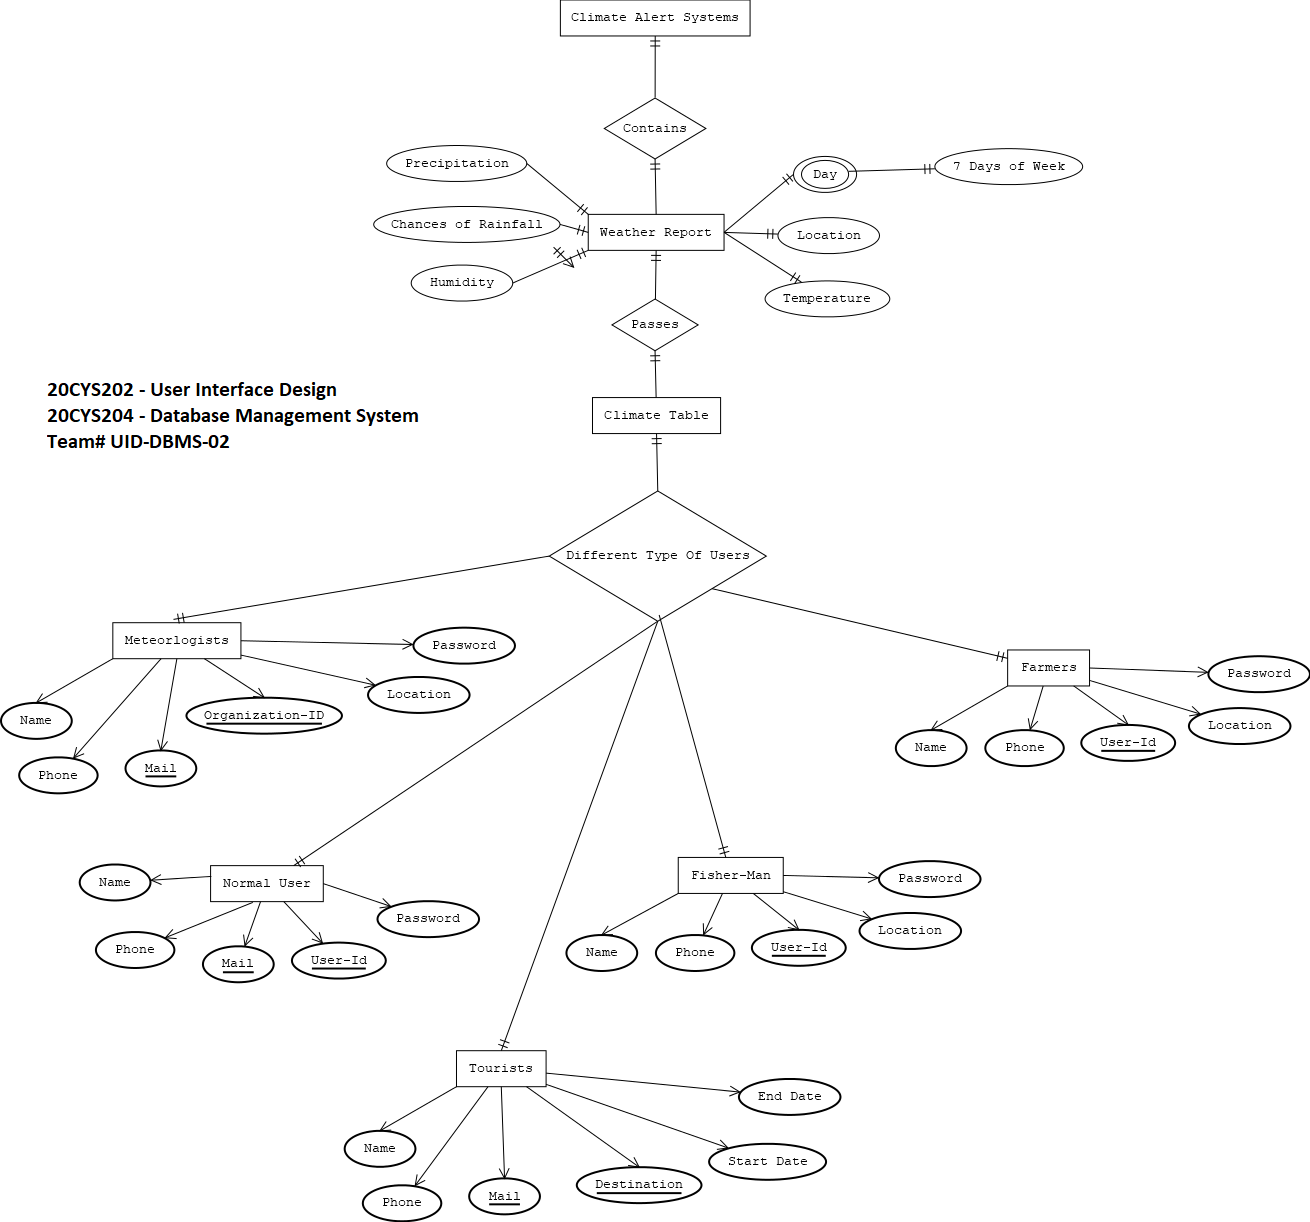 Climate Alert Systems
Contains
Precipitation
Day
7 Days of Week
Chances of Rainfall
Weather Report
Location
Humidity
Temperature
Passes
20CYS202 - User Interface Design
20CYS204 - Database Management System
Team# UID-DBMS-02
Climate Table
Different Type Of Users
Meteorlogists
Password
Location
Organization-ID
Name
Phone
Mail
Farmers
Password
Location
Name
Phone
User-Id
Normal User
Name
Password
Phone
Mail
User-Id
Fisher-Man
Password
Location
Name
Phone
User-Id
Tourists
End Date
Start Date
Name
Destination
Phone
Mail